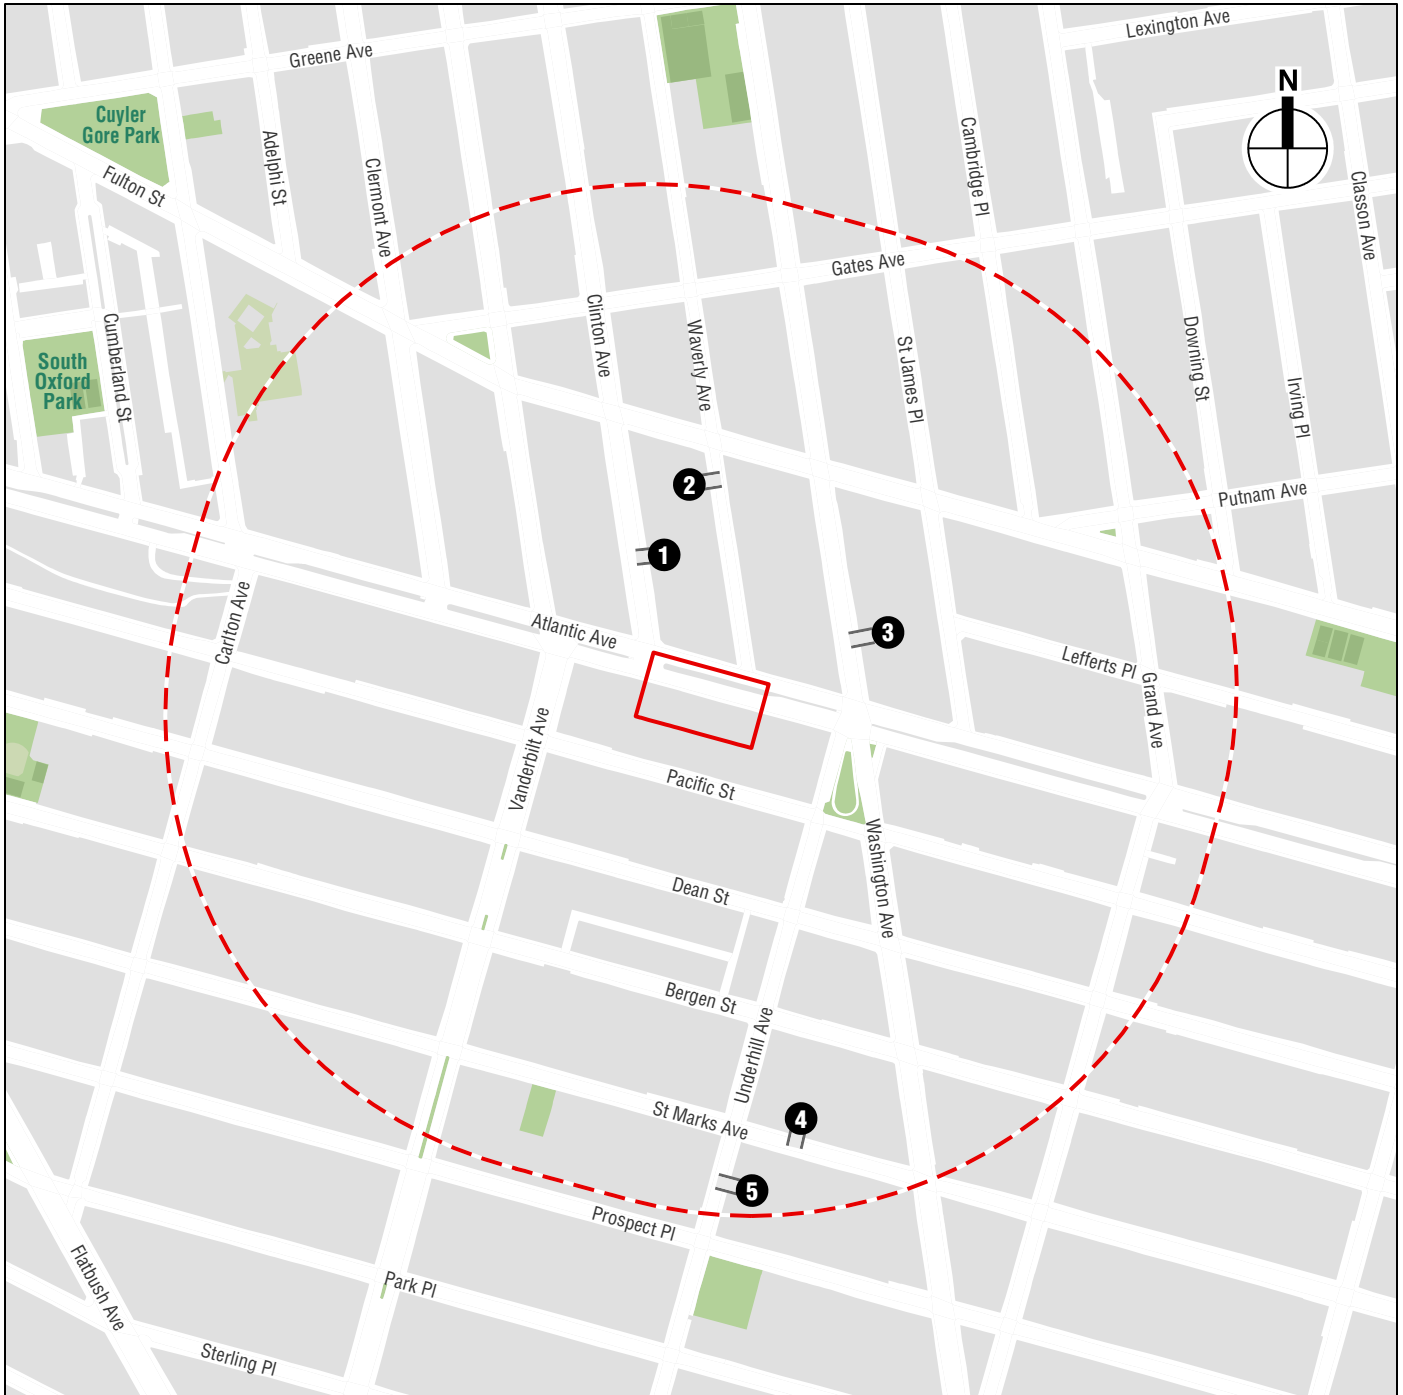 Lexington Ave
Greene Ave
N
Cuyler
Gore Park
Adelphi St
Clermont Ave
Cambridge Pl
Classon Ave
Fulton St
Gates Ave
Clinton Ave
Waverly Ave
St James Pl
Downing St
Irving Pl
Cumberland St
South
Oxford
Park
2
Putnam Ave
1
Carlton Ave
Atlantic Ave
3
Lefferts Pl
Grand Ave
Vanderbilt Ave
Pacific St
Washington Ave
Dean St
Bergen St
Underhill Ave
St Marks Ave
4
5
Prospect Pl
Flatbush Ave
Park Pl
Sterling Pl